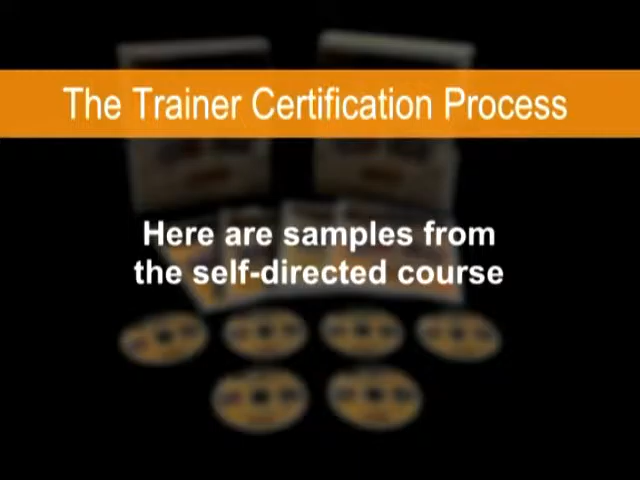 The Trainer Certification Process
Here are samples from
the self-directed course